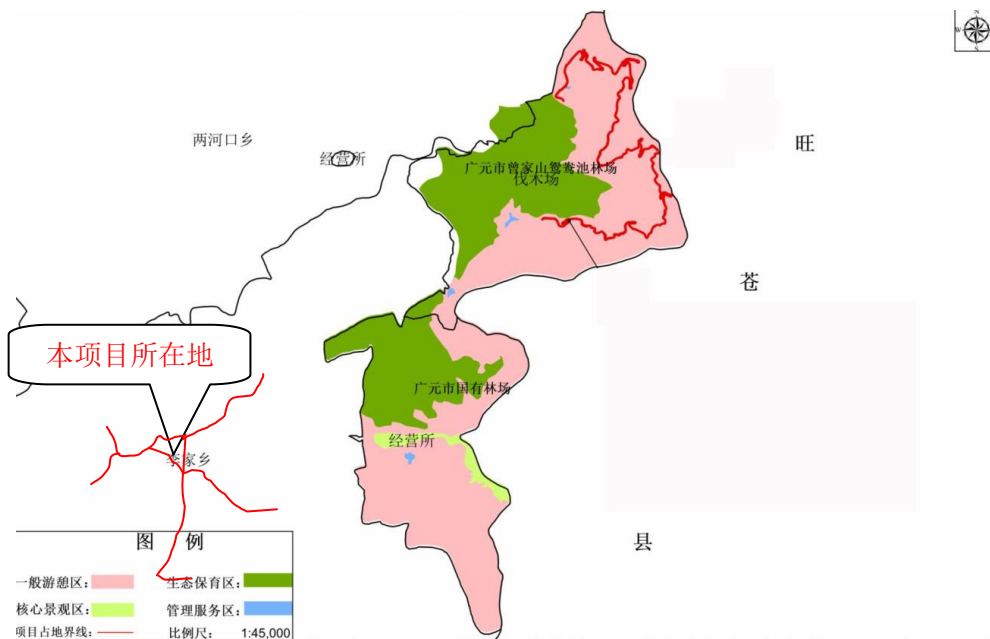 N
W
S
两河口乡
经营所
旺
广元市曾家山鸳鸯池林场
伐木场
苍
本项目所在地
广元市国有林场
经营所
李家乡
县
图 例
一般游憩区：
生态保育区：
核心景观区：
管理服务区：
项目占地界线：
比例尺： 1:45,000